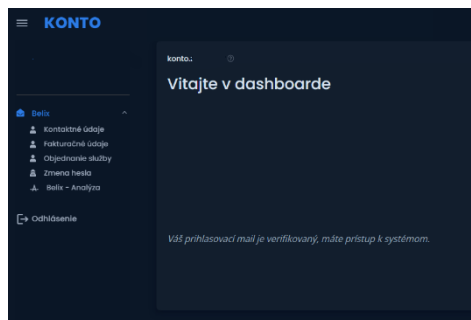 KONTO
Belix
Kontaktné údaje
Fakturačné údaje
Objednanie služby
Zmena hesla
Belix - Analýza
Odhlásenie
konto.:
Vitajte v dashboarde
Váš prihlasovací mail je verifikovaný, máte prístup k systémom.